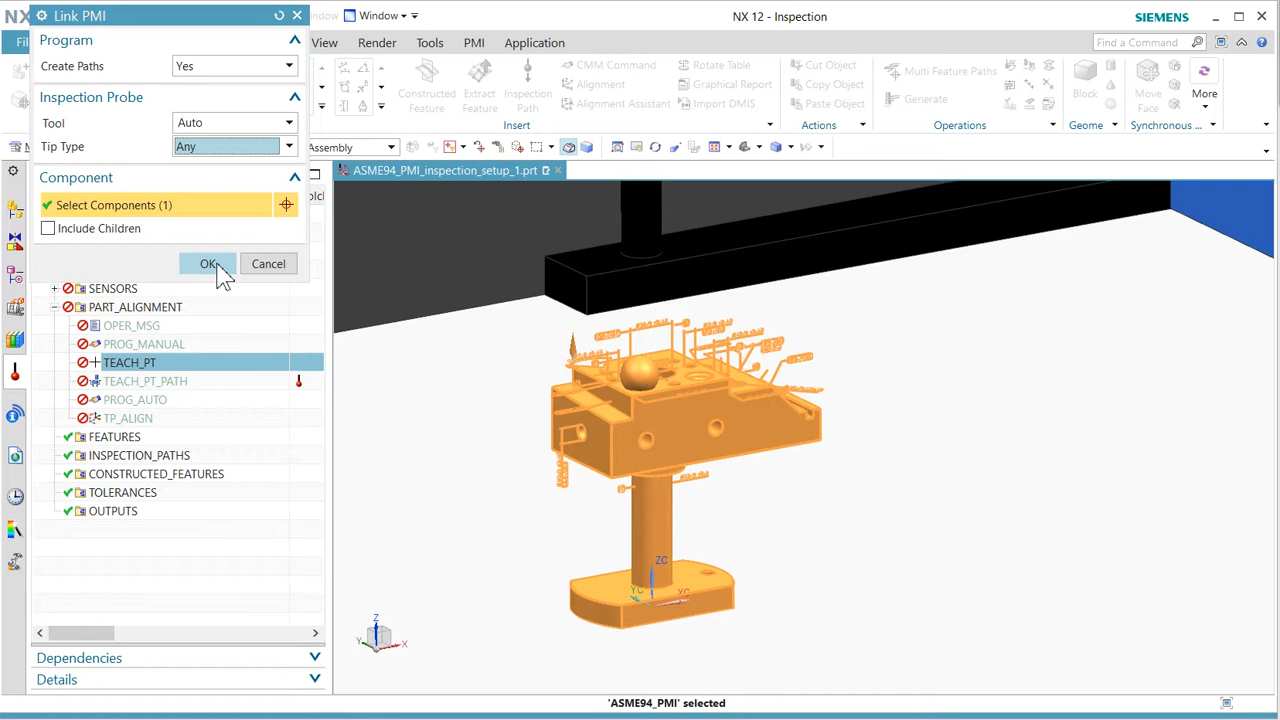 Link PMI
Window
NX 12 - Inspection
SIEMENS
View
Render
Tools
PMI
Application
Find a Command
Program
Create Paths
Yes
Inspection Probe
Tool
Auto
Tip Type
Any
Component
Select Components (1)
Include Children
OK
Cancel
Constructed Feature
Extract Feature
Inspection Path
CMM Command
Alignment
Alignment Assistant
Rotate Table
Graphical Report
Import DMIS
Insert
Cut Object
Copy Object
Paste Object
Actions
Multi Feature Paths
Generate
Operations
Block
Geome
Move Face
Synchronous ...
More
Assembly
ASME94_PMI_inspection_setup_1.prt
SENSORS
PART_ALIGNMENT
OPER_MSG
PROG_MANUAL
TEACH_PT
TEACH_PT_PATH
PROG_AUTO
TP_ALIGN
FEATURES
INSPECTION_PATHS
CONSTRUCTED_FEATURES
TOLERANCES
OUTPUTS
Dependencies
Details
ZC
YC
Z
Y
X
'ASME94_PMI' selected